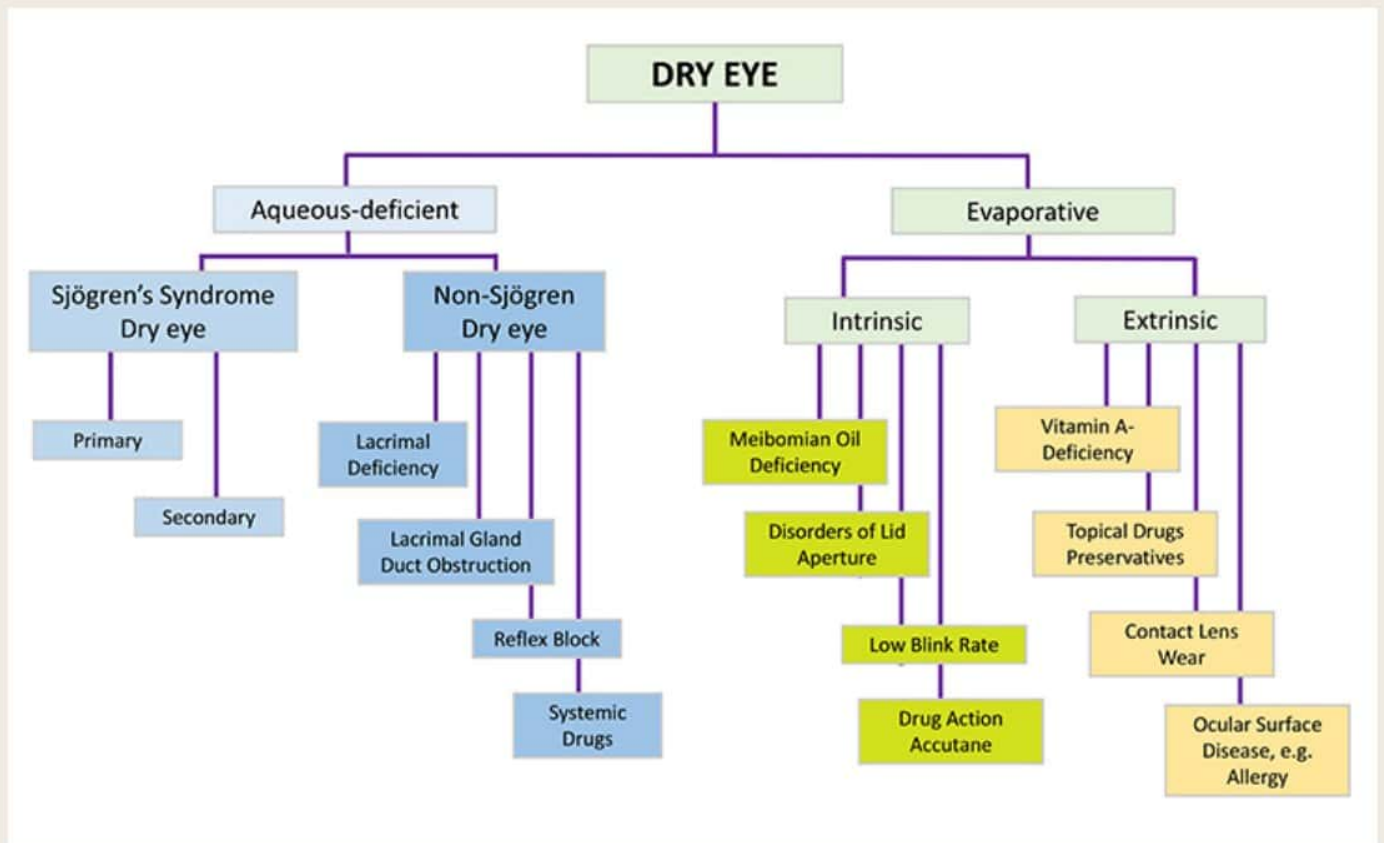 DRY EYE
Aqueous-deficient
Evaporative
Sjögren's Syndrome
Dry eye
Non-Sjögren
Dry eye
Intrinsic
Extrinsic
Primary
Secondary
Lacrimal
Deficiency
Lacrimal Gland
Duct Obstruction
Reflex Block
Systemic
Drugs
Meibomian Oil
Deficiency
Disorders of Lid
Aperture
Low Blink Rate
Drug Action
Accutane
Vitamin A-
Deficiency
Topical Drugs
Preservatives
Contact Lens
Wear
Ocular Surface
Disease, e.g.
Allergy